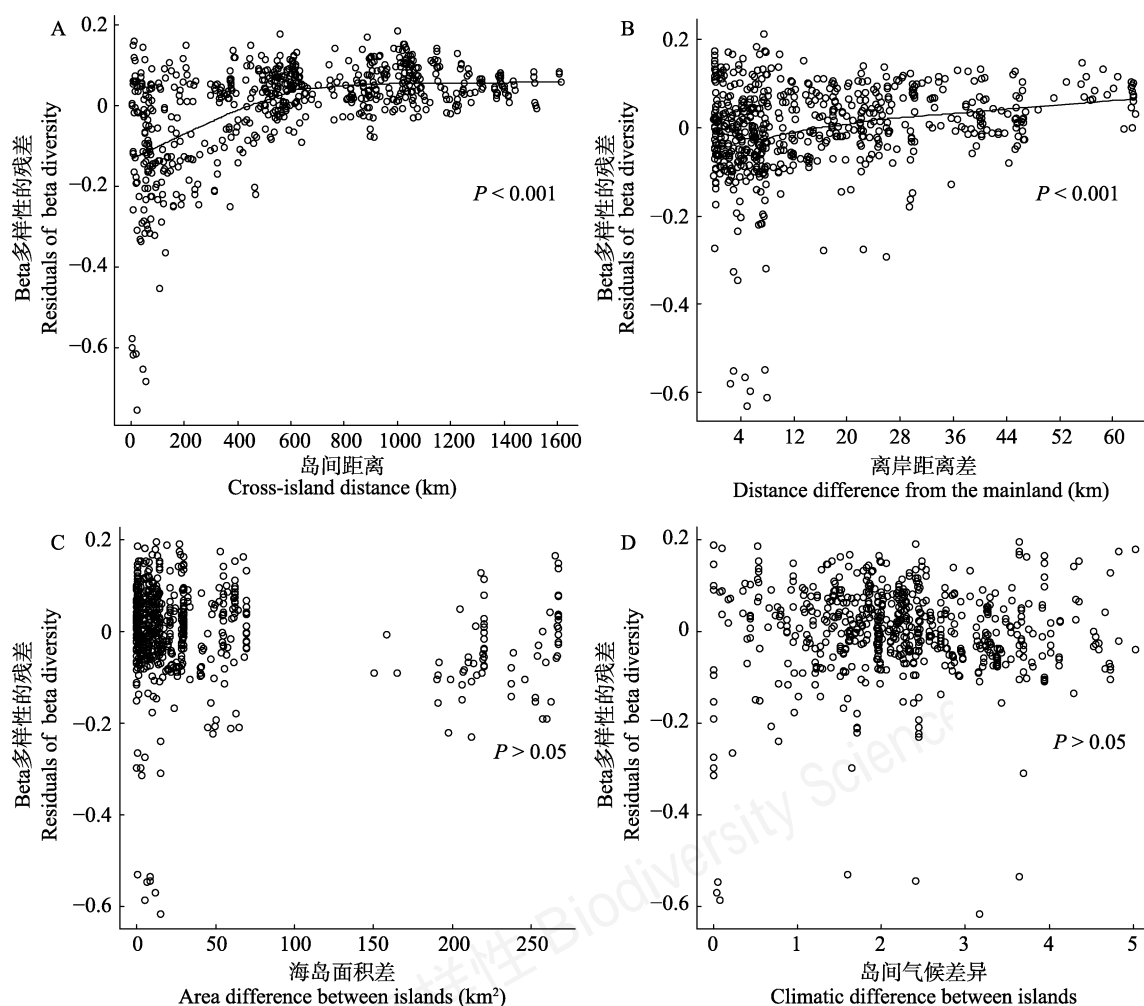 A
0.2
0
−0.2
−0.4
−0.6
Beta多样性的残差
Residuals of beta diversity
P < 0.001
0 200 400 600 800 1000 1200 1400 1600
岛间距离
Cross-island distance (km)
B
0.2
0
−0.2
−0.4
−0.6
Beta多样性的残差
Residuals of beta diversity
P < 0.001
4 12 20 28 36 44 52 60
离岸距离差
Distance difference from the mainland (km)
C
0.2
0
−0.2
−0.4
−0.6
Beta多样性的残差
Residuals of beta diversity
P > 0.05
0 50 100 150 200 250
海岛面积差
Area difference between islands (km²)
D
0.2
0
−0.2
−0.4
−0.6
Beta多样性的残差
Residuals of beta diversity
P > 0.05
0 1 2 3 4 5
岛间气候差异
Climatic difference between islands
样性 Biodiversity Science